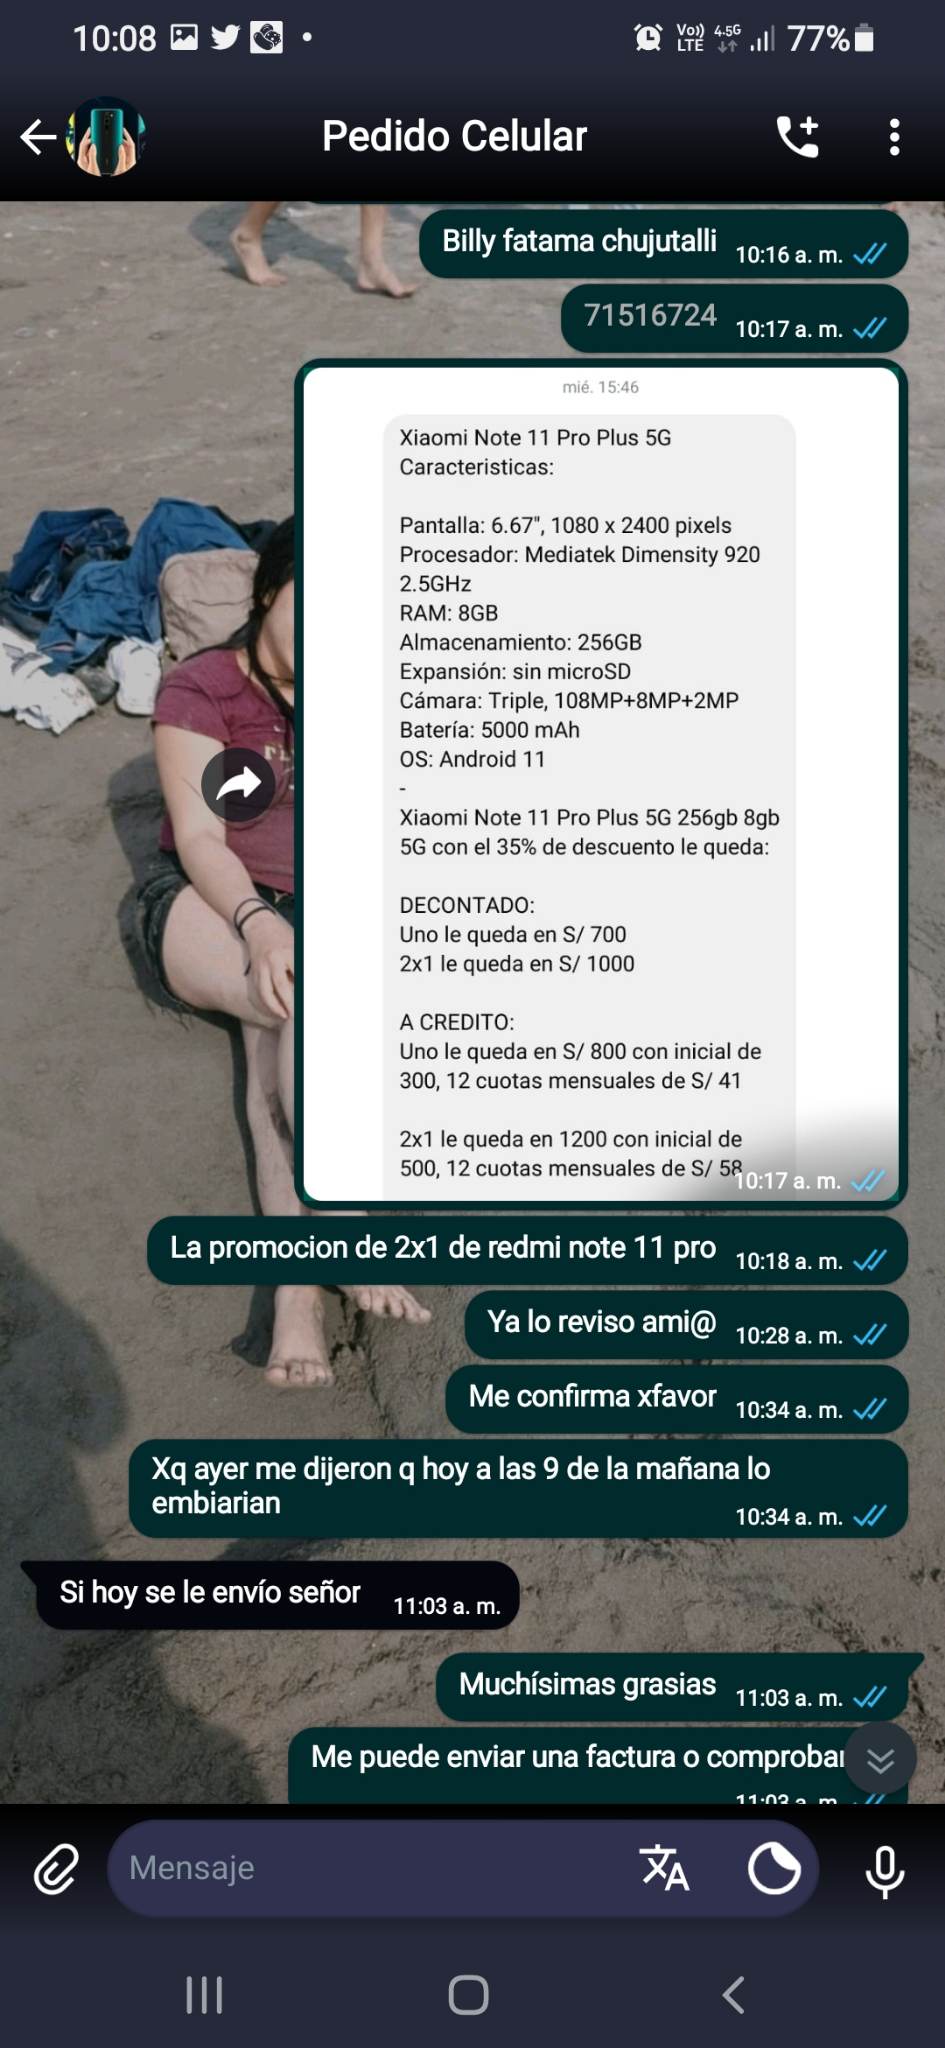 10:08
Vo))
LTE
4.5G
77%
Pedido Celular
Billy fatama chujutalli 10:16 a. m.
71516724 10:17 a. m.
mié. 15:46
Xiaomi Note 11 Pro Plus 5G
Caracteristicas:
Pantalla: 6.67", 1080 x 2400 pixels
Procesador: Mediatek Dimensity 920
2.5GHz
RAM: 8GB
Almacenamiento: 256GB
Expansión: sin microSD
Cámara: Triple, 108MP+8MP+2MP
Batería: 5000 mAh
OS: Android 11
-
Xiaomi Note 11 Pro Plus 5G 256gb 8gb
5G con el 35% de descuento le queda:
DECONTADO:
Uno le queda en S/ 700
2x1 le queda en S/ 1000
A CREDITO:
Uno le queda en S/ 800 con inicial de
300, 12 cuotas mensuales de S/ 41
2x1 le queda en 1200 con inicial de
500, 12 cuotas mensuales de S/ 58
10:17 a. m.
La promocion de 2x1 de redmi note 11 pro 10:18 a. m.
Ya lo reviso ami@ 10:28 a. m.
Me confirma xfavor 10:34 a. m.
Xq ayer me dijeron q hoy a las 9 de la mañana lo
embiarian
10:34 a. m.
Si hoy se le envío señor 11:03 a. m.
Muchísimas grasias 11:03 a. m.
Me puede enviar una factura o
11:03 a. m.
Mensaje